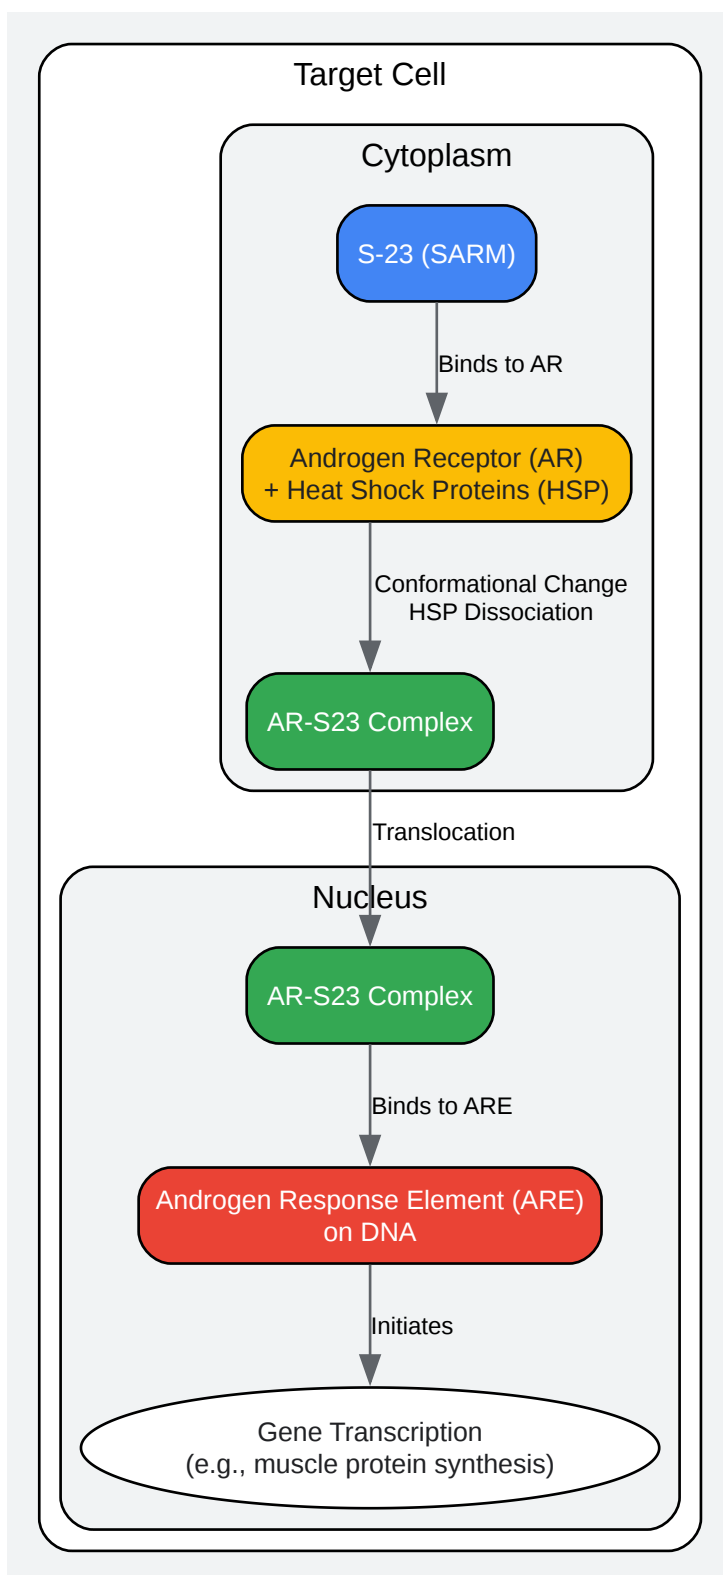 Target Cell
Cytoplasm
S-23 (SARM)
Binds to AR
Androgen Receptor (AR)
+ Heat Shock Proteins (HSP)
Conformational Change
HSP Dissociation
AR-S23 Complex
Translocation
Nucleus
AR-S23 Complex
Binds to ARE
Androgen Response Element (ARE)
on DNA
Initiates
Gene Transcription
(e.g., muscle protein synthesis)